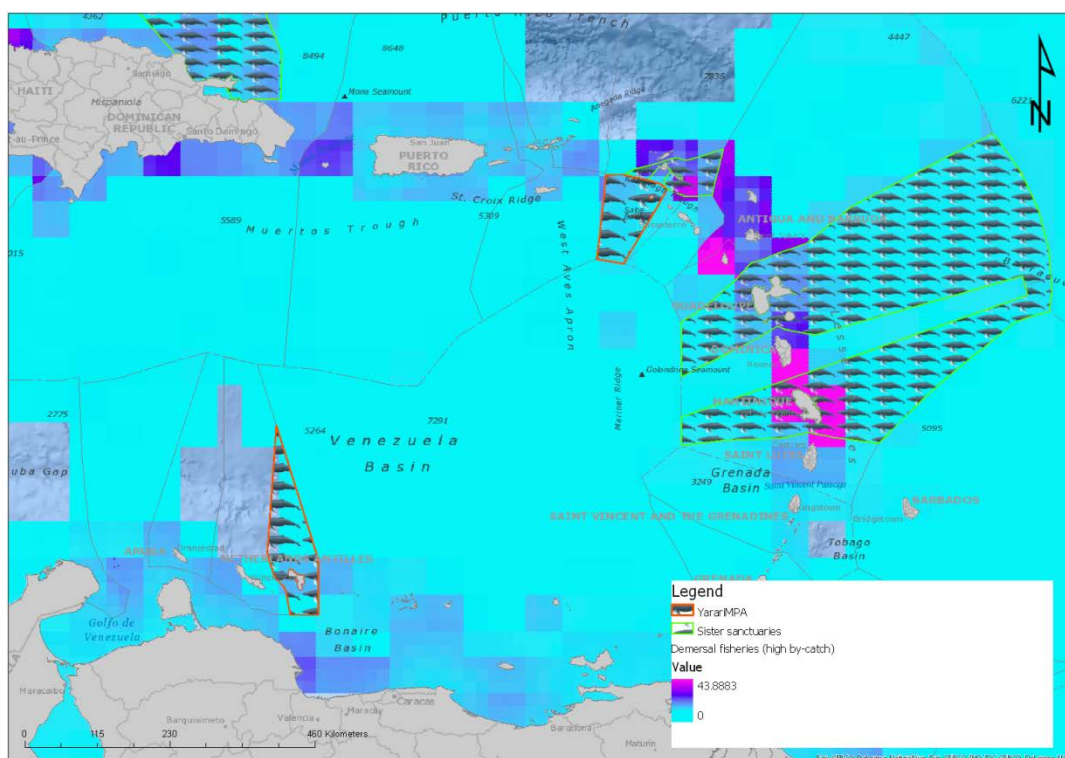 4362
8494
8648
PUERTO RICO TRENCH
4447
7836
6221
N
Santiago
Mona Seamount
Anegada Ridge
HAITI
Hispaniola
DOMINICAN
REPUBLIC
Santo Domingo
San Juan
PUERTO
RICO
St. Croix Ridge
5589
5309
Muertos Trough
Saba
ANTIGUA AND BARBUDA
West Aves Apron
GUADELOUPE
DOMINICA
Golondrina Seamount
Mariner Ridge
MARTINIQUE
2775
5264
7291
Venezuela
Basin
5095
SAINT LUCIA
3249
Grenada
Basin
Saint Vincent Passage
Kingstown
BARBADOS
SAINT VINCENT AND THE GRENADINES
Bridgetown
Tobago
Basin
ARUBA
Oranjestad
NETHERLANDS ANTILLES
GRENADA
Golfo de
Venezuela
Bonaire
Basin
Maracaibo
Barquisimeto
Valencia
Maracay
Caracas
Barcelona
Maturin
0
115
230
460 Kilometers
Legend
YarariMPA
Sister sanctuaries
Demersal fisheries (high by-catch)
Value
43.8883
0